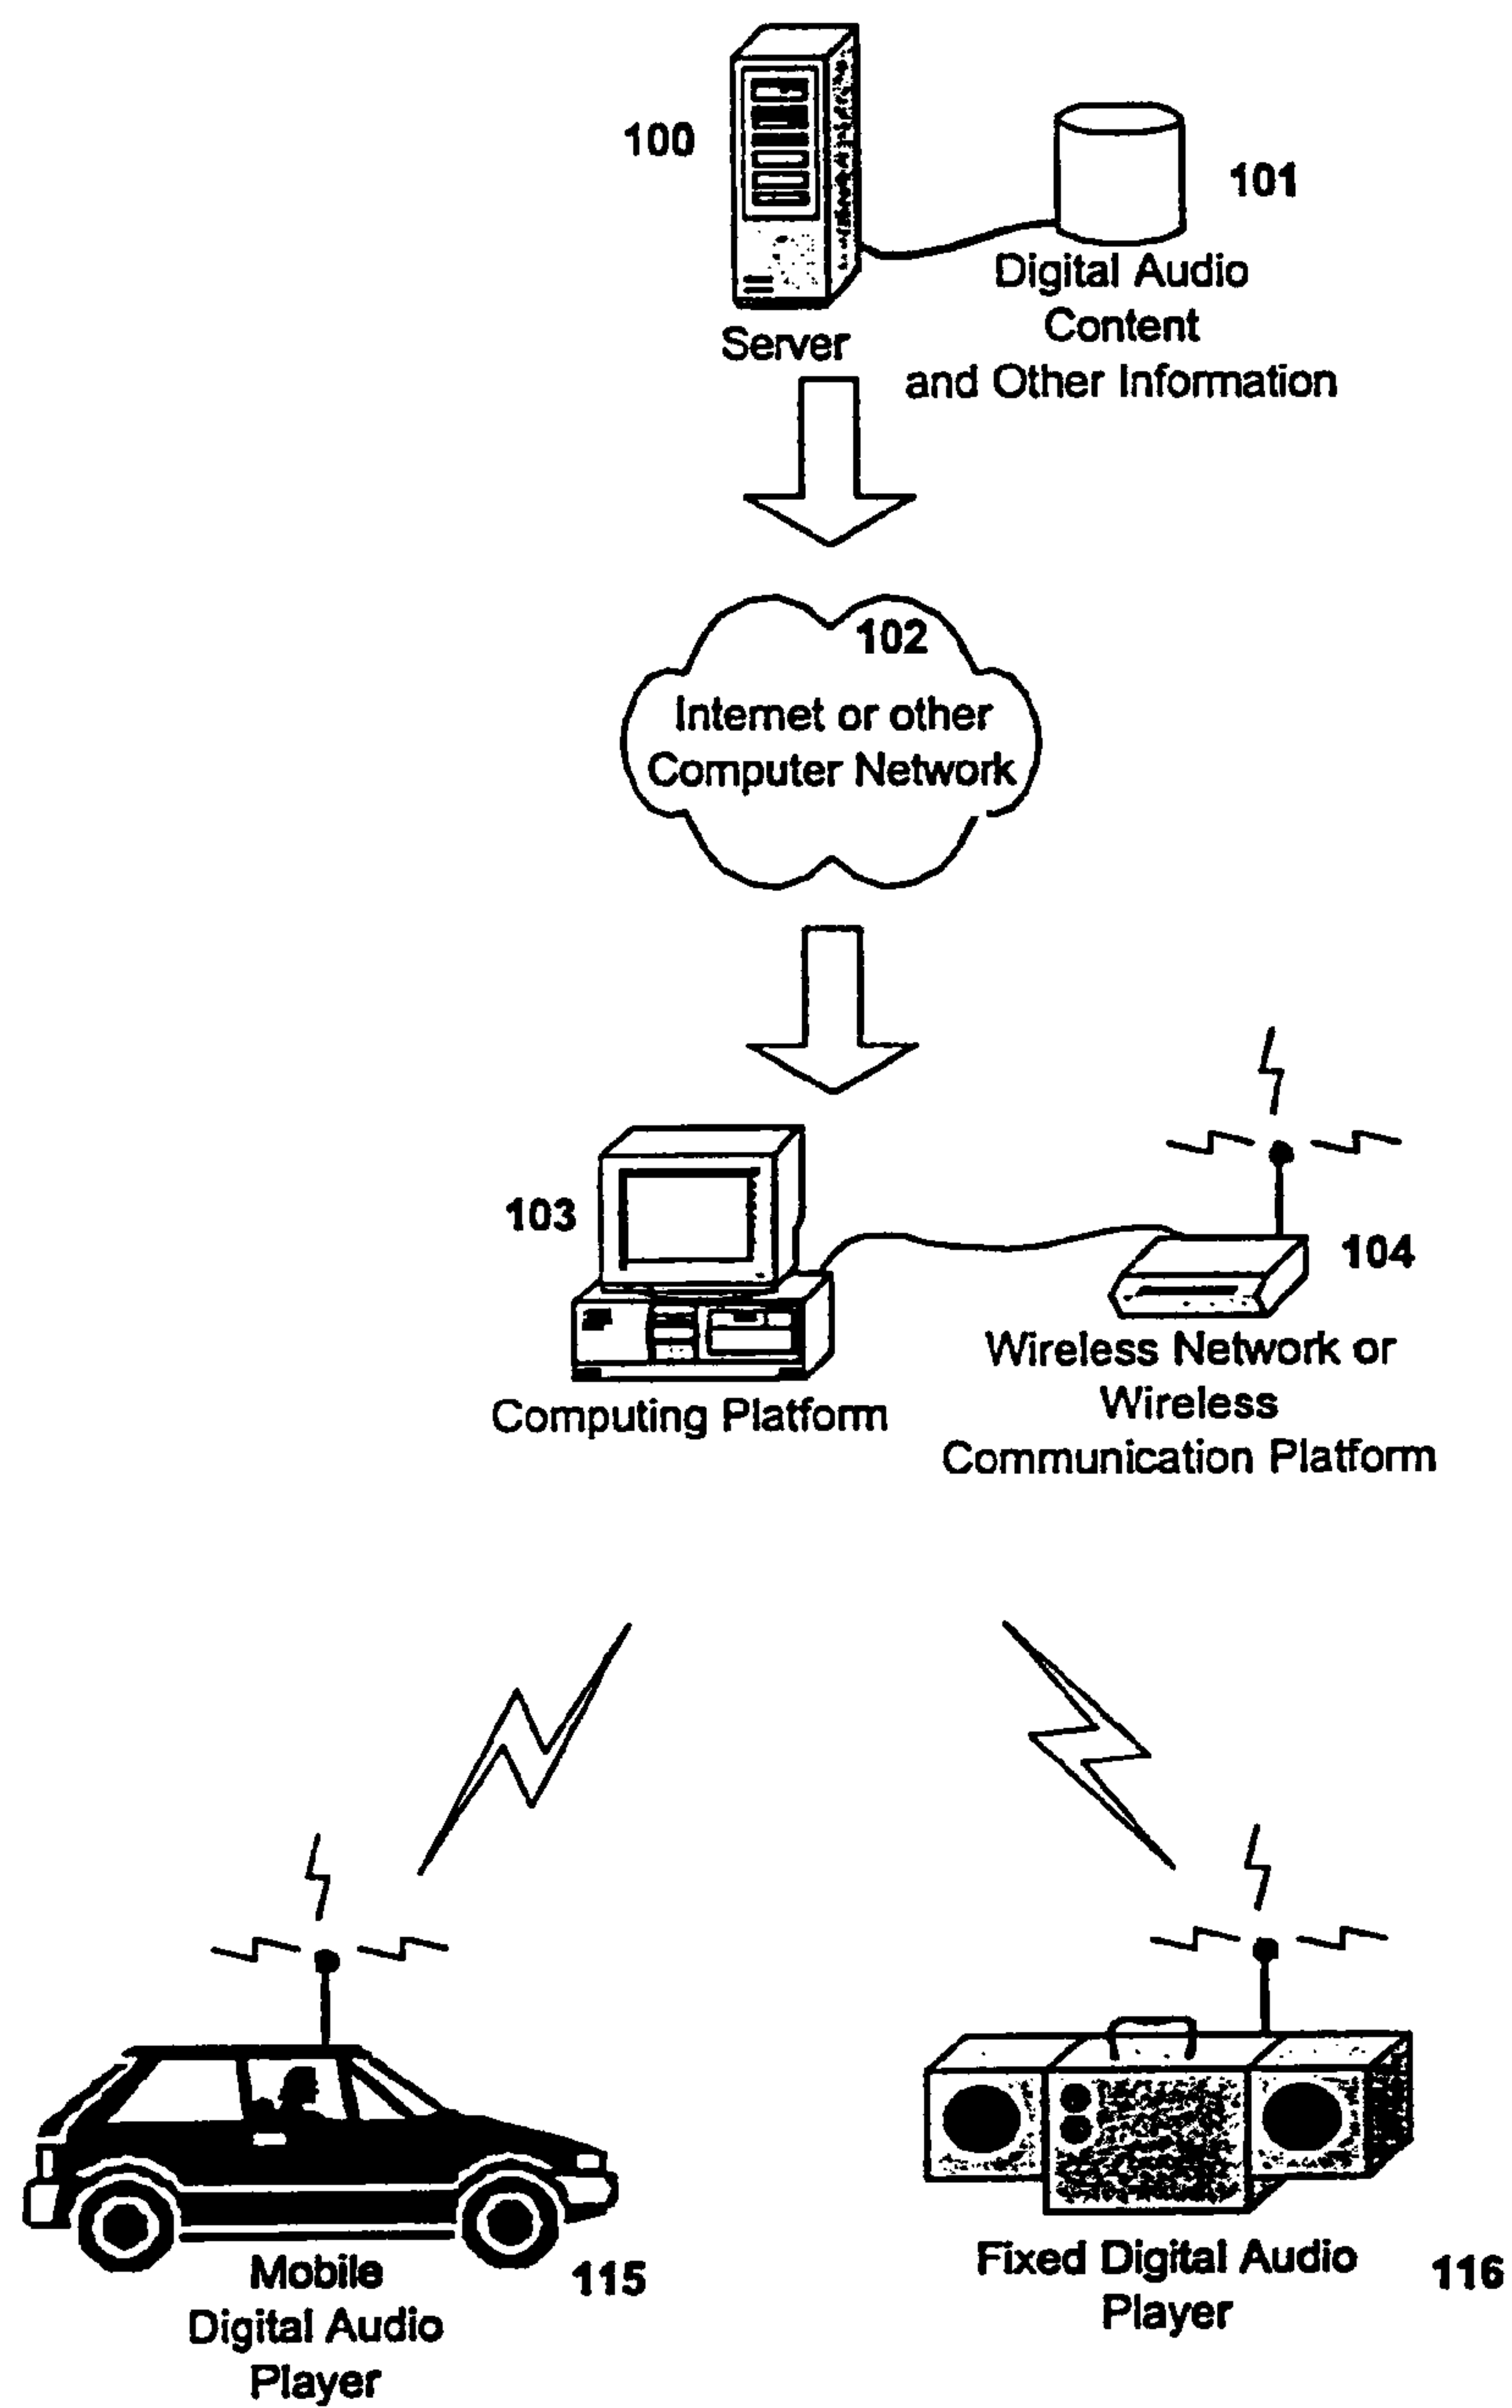 100
101
Digital Audio
Content
and Other Information
Server
102
Internet or other
Computer Network
103
104
Computing Platform
Wireless Network or
Wireless
Communication Platform
Mobile
Digital Audio
Player
115
Fixed Digital Audio
Player
116